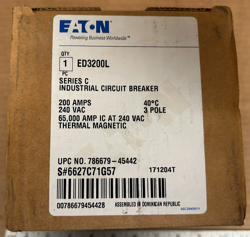 EATON
Powering Business Worldwide
QTY
1 ED3200L
PC
SERIES C
INDUSTRIAL CIRCUIT BREAKER
200 AMPS 40°C
240 VAC 3 POLE
65,000 AMP IC AT 240 VAC
THERMAL MAGNETIC
UPC NO. 786679-45442
S#6627C71G57 171204T
00786679454428
ASSEMBLED IN DOMINICAN REPUBLIC